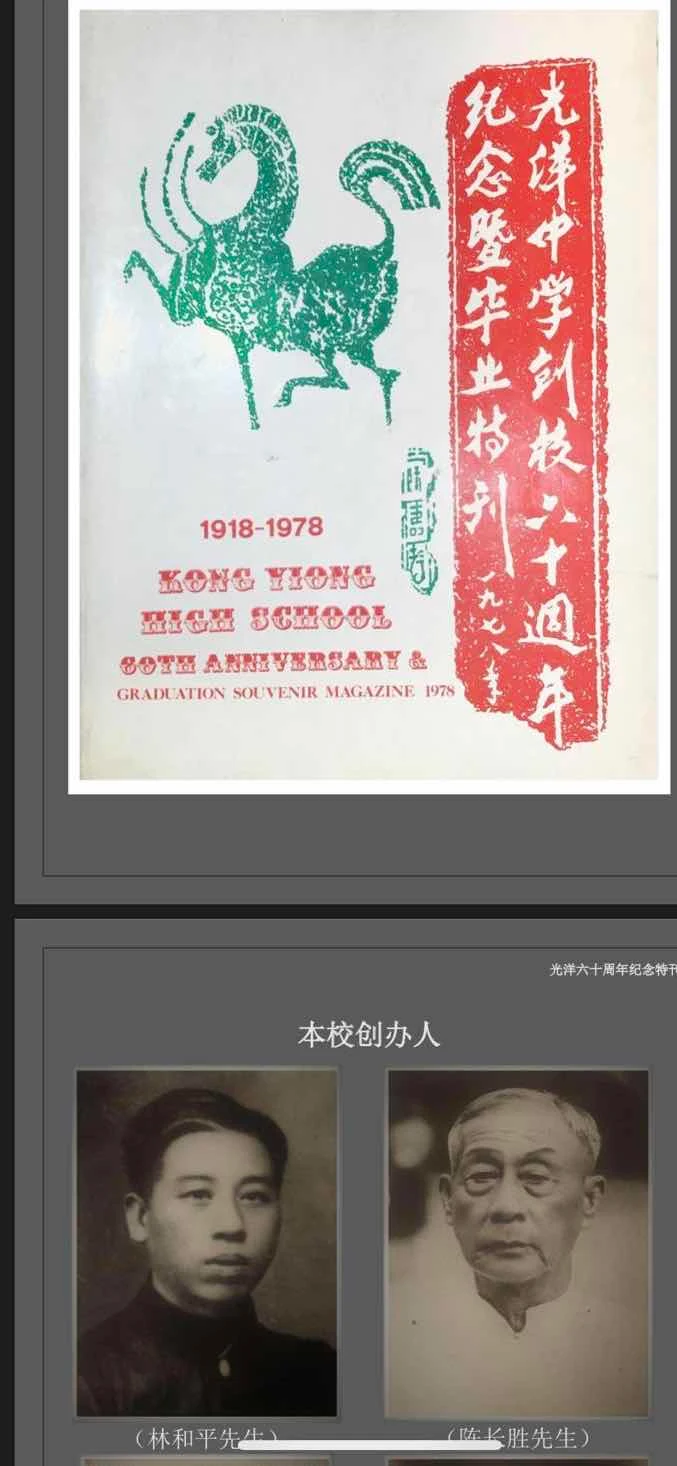 光洋中学创校六十週年
纪念暨毕业特刊 一九七八年
1918-1978
KONG YIONG
HIGH SCHOOL
60TH ANNIVERSARY &
GRADUATION SOUVENIR MAGAZINE 1978
光洋六十周年纪念特刊
本校创办人
(林和平先生)
(陈长胜先生)